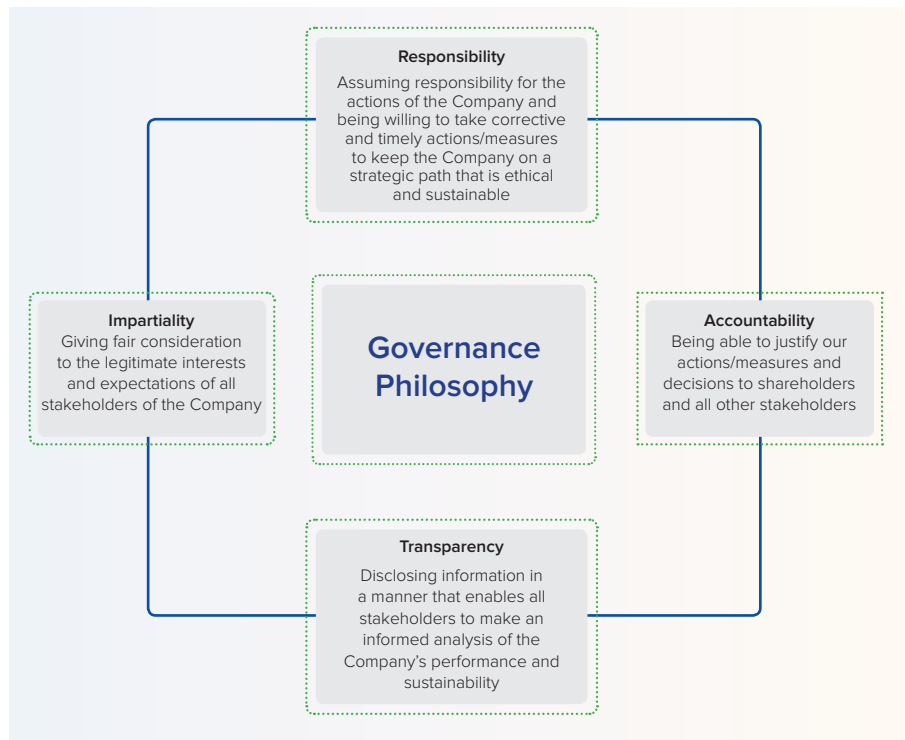 Responsibility
Assuming responsibility for the
actions of the Company and
being willing to take corrective
and timely actions/measures
to keep the Company on a
strategic path that is ethical
and sustainable
Impartiality
Giving fair consideration
to the legitimate interests
and expectations of all
stakeholders of the Company
Governance
Philosophy
Accountability
Being able to justify our
actions/measures and
decisions to shareholders
and all other stakeholders
Transparency
Disclosing information in
a manner that enables all
stakeholders to make an
informed analysis of the
Company’s performance and
sustainability